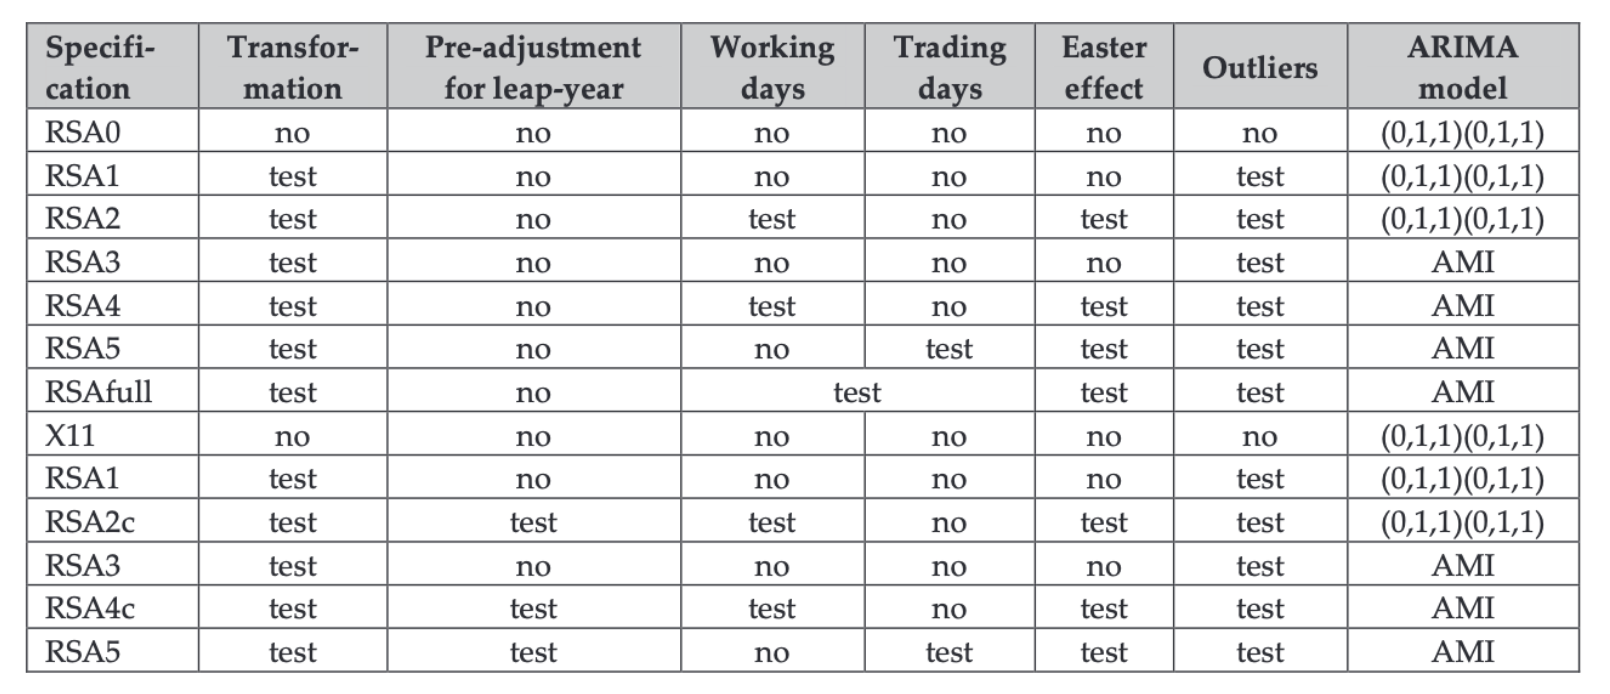 Specifi-
cation Transfor-
mation Pre-adjustment
for leap-year Working
days Trading
days Easter
effect Outliers ARIMA
model
RSA0 no no no no no no (0,1,1)(0,1,1)
RSA1 test no no no no test (0,1,1)(0,1,1)
RSA2 test no test no test test (0,1,1)(0,1,1)
RSA3 test no no no no test AMI
RSA4 test no test no test test AMI
RSA5 test no no test test test AMI
RSAfull test no test test test AMI
X11 no no no no no no (0,1,1)(0,1,1)
RSA1 test no no no no test (0,1,1)(0,1,1)
RSA2c test test test no test test (0,1,1)(0,1,1)
RSA3 test no no no no test AMI
RSA4c test test test no test test AMI
RSA5 test test no test test test AMI